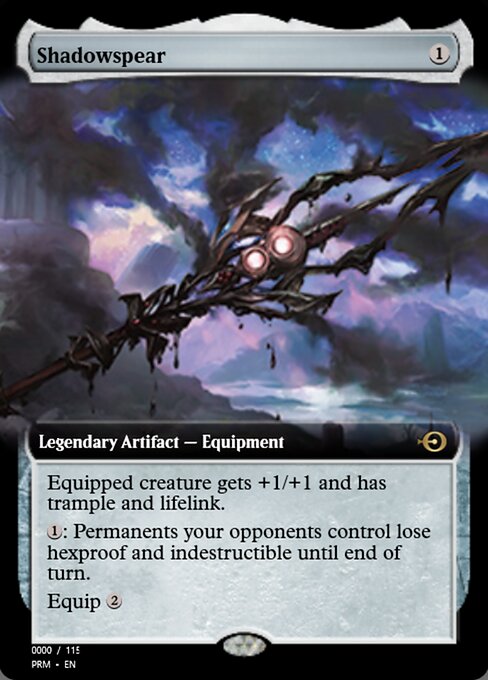 Shadowspear 1
Legendary Artifact — Equipment
Equipped creature gets +1/+1 and has
trample and lifelink.
1: Permanents your opponents control lose
hexproof and indestructible until end of
turn.
Equip 2
0000 / 115
PRM • EN